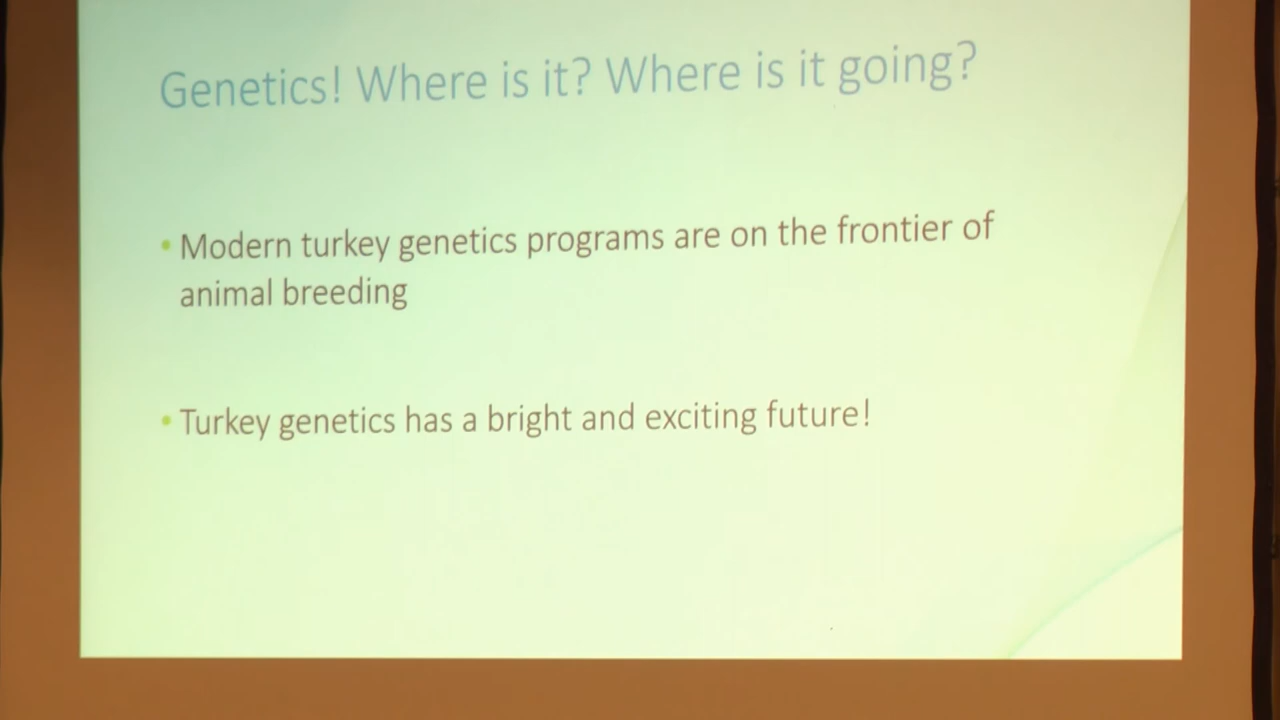 Genetics! Where is it? Where is it going?
• Modern turkey genetics programs are on the frontier of
animal breeding
• Turkey genetics has a bright and exciting future!